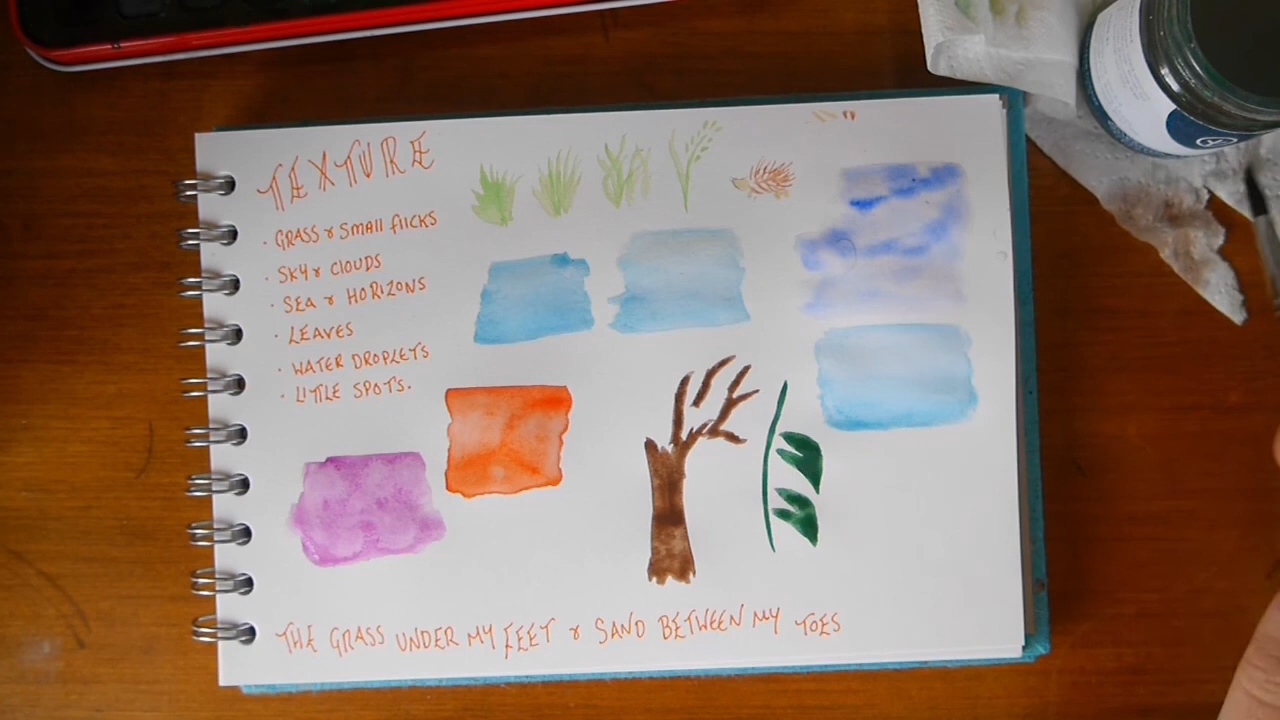 TEXTURE
· GRASS & SMALL FLICKS
· SKY & CLOUDS
· SEA & HORIZONS
· LEAVES
· WATER DROPLETS
· LITTLE SPOTS.
THE GRASS UNDER MY FEET & SAND BETWEEN MY TOES